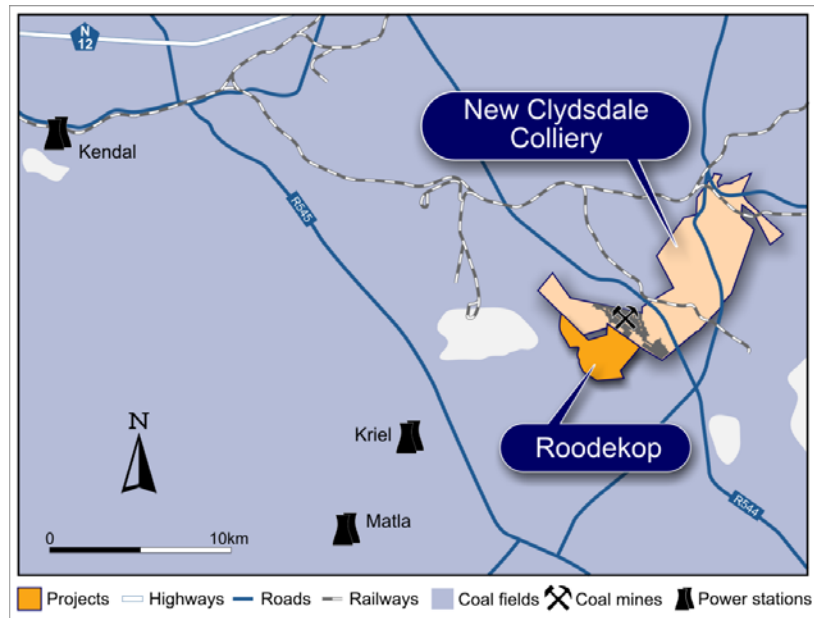 N
12
New Clydsdale
Colliery
Kendal
R545
N
Kriel
Roodekop
Matla
R544
0 10km
Projects Highways Roads Railways Coal fields Coal mines Power stations